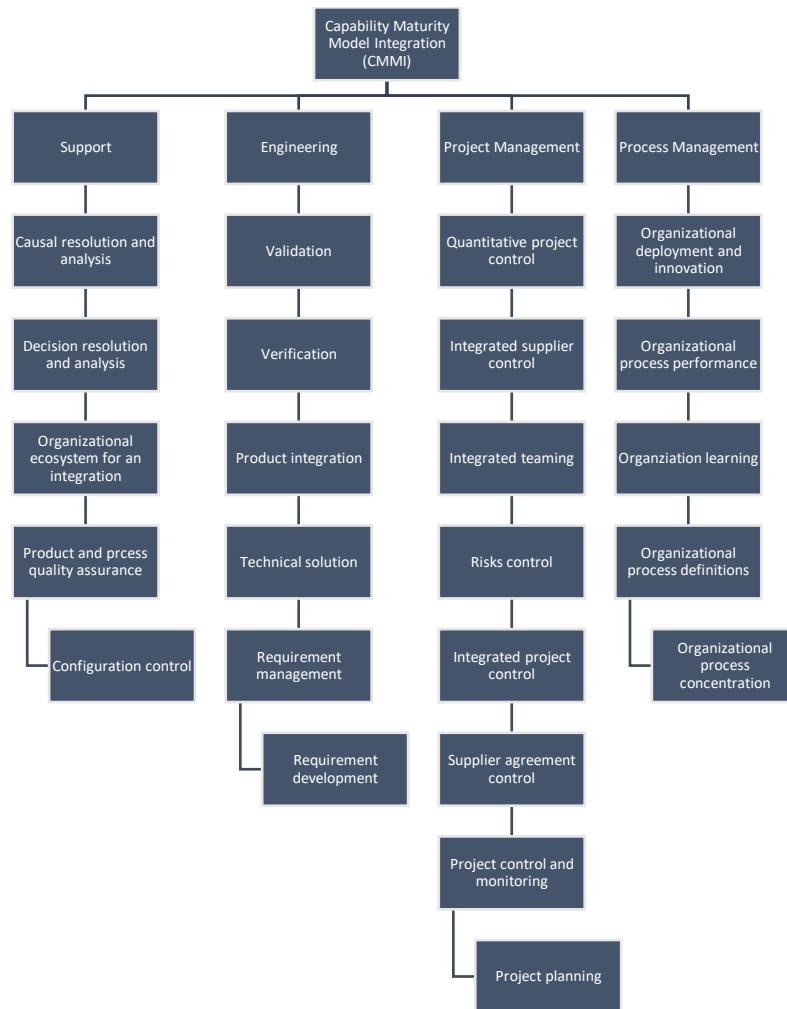 Capability Maturity
Model Integration
(CMMI)
Support
Engineering
Project Management
Process Management
Causal resolution and
analysis
Validation
Quantitative project
control
Organizational
deployment and
innovation
Decision resolution
and analysis
Verification
Integrated supplier
control
Organizational
process performance
Organizational
ecosystem for an
integration
Product integration
Integrated teaming
Organziation learning
Product and prcess
quality assurance
Technical solution
Risks control
Organizational
process definitions
Configuration control
Requirement
management
Integrated project
control
Organizational
process
concentration
Requirement
development
Supplier agreement
control
Project control and
monitoring
Project planning